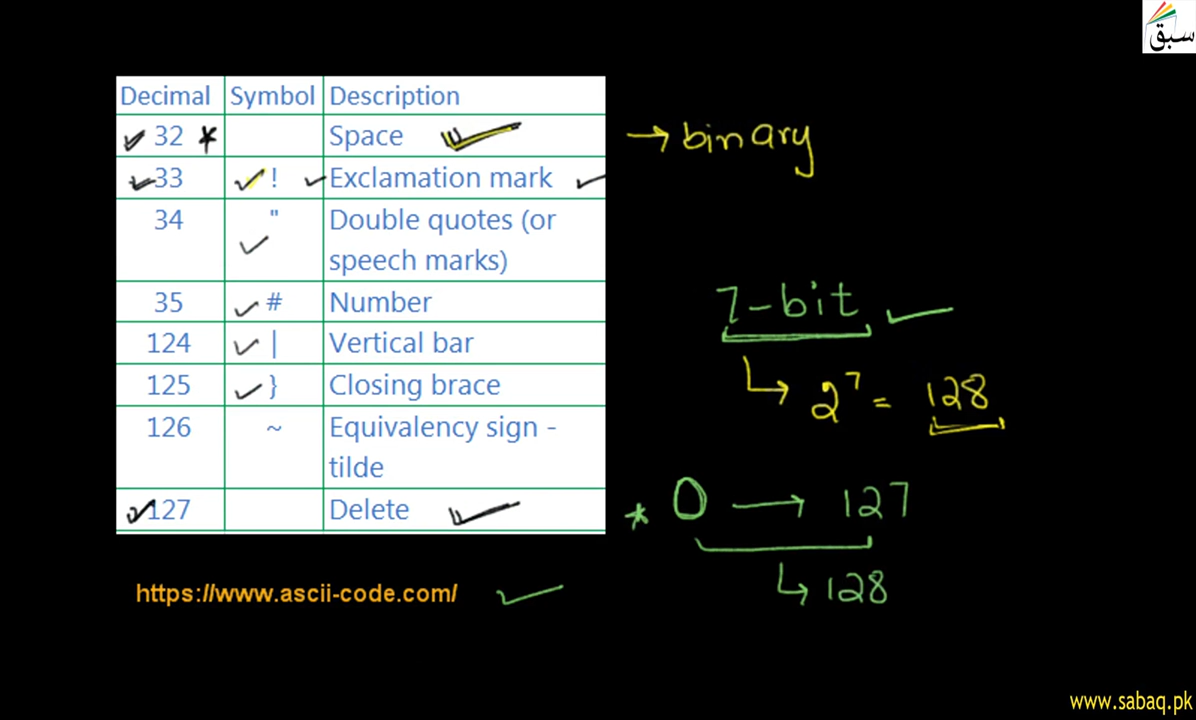 سبق
Decimal Symbol Description
32 * Space → binary
33 ! Exclamation mark
34 " Double quotes (or
speech marks)
35 # Number 7-bit
124 | Vertical bar
125 } Closing brace 2⁷ = 128
126 ~ Equivalency sign -
tilde
127 Delete * 0 → 127
https://www.ascii-code.com/ ↳ 128
www.sabaq.pk